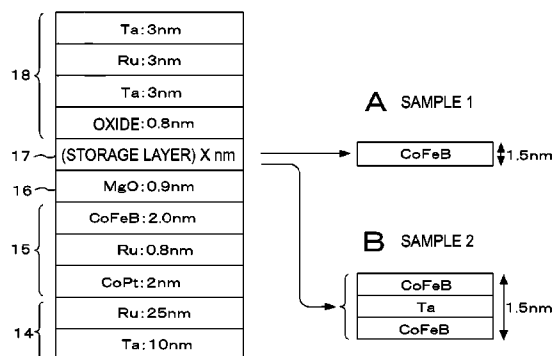 Ta:3nm
Ru:3nm
Ta:3nm
OXIDE:0.8nm
18
(STORAGE LAYER) X nm
17
MgO:0.9nm
16
CoFeB:2.0nm
Ru:0.8nm
CoPt:2nm
15
Ru:25nm
Ta:10nm
14
A SAMPLE 1
CoFeB
1.5nm
B SAMPLE 2
CoFeB
Ta
CoFeB
1.5nm